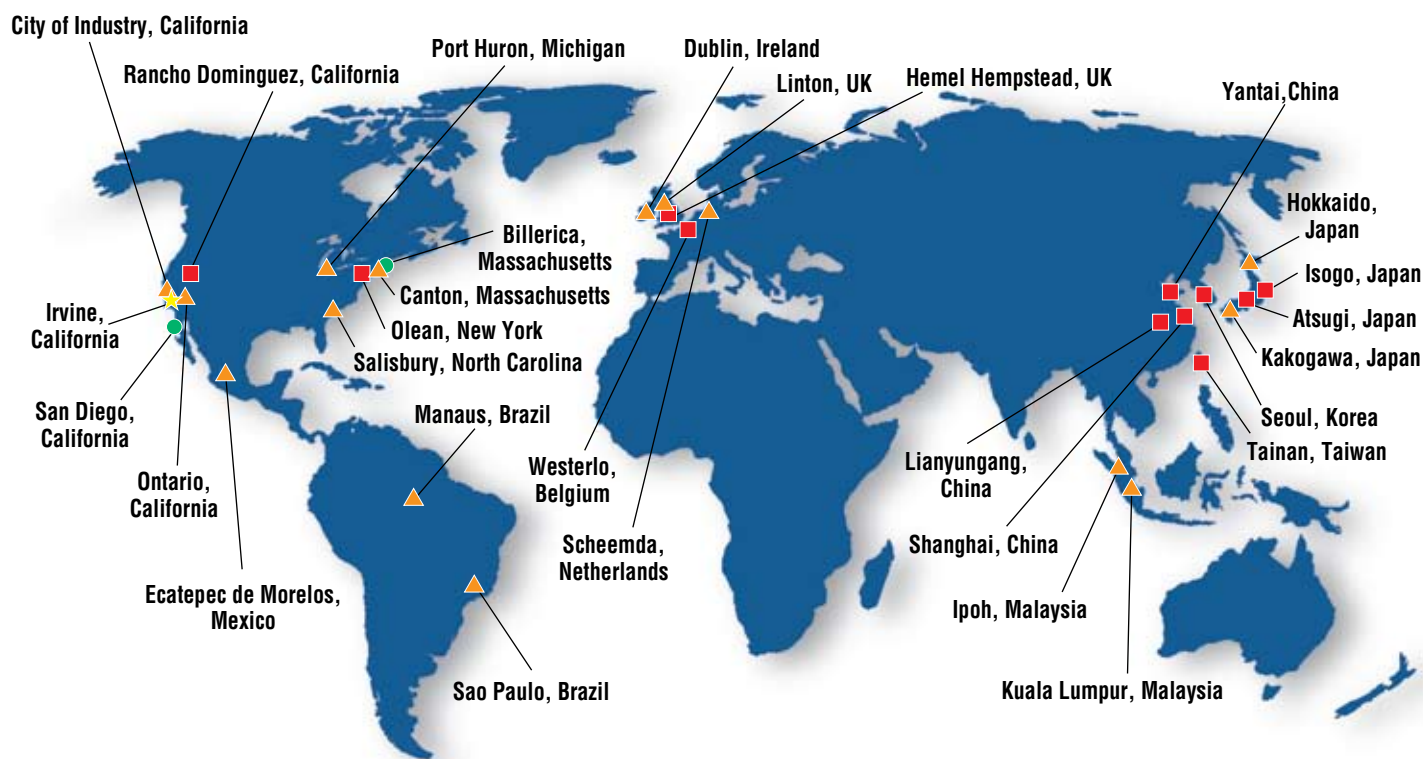 City of Industry, California
Port Huron, Michigan
Dublin, Ireland
Rancho Dominguez, California
Linton, UK
Hemel Hempstead, UK
Yantai,China
Hokkaido,
Japan
Billerica,
Massachusetts
Isogo, Japan
Canton, Massachusetts
Irvine,
California
Olean, New York
Atsugi, Japan
Salisbury, North Carolina
Kakogawa, Japan
San Diego,
California
Manaus, Brazil
Seoul, Korea
Tainan, Taiwan
Westerlo,
Belgium
Lianyungang,
China
Ontario,
California
Scheemda,
Netherlands
Shanghai, China
Ecatepec de Morelos,
Mexico
Ipoh, Malaysia
Sao Paulo, Brazil
Kuala Lumpur, Malaysia